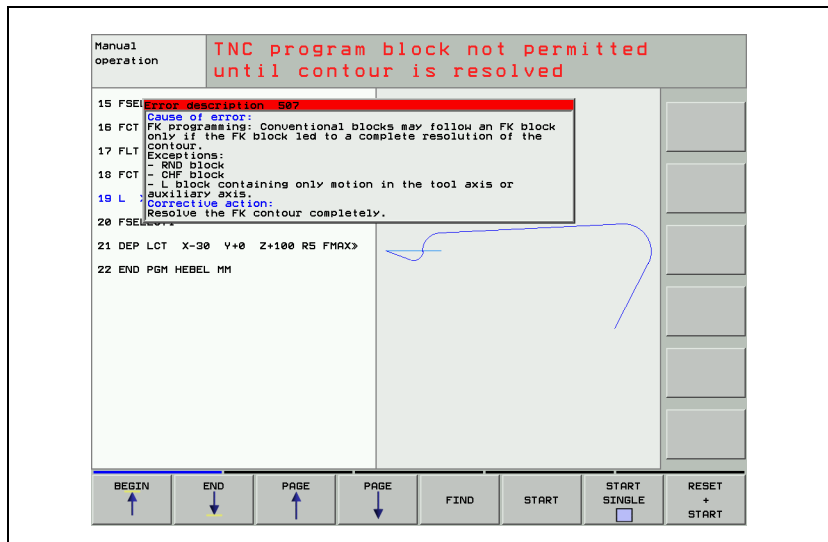 Manual
operation
TNC program block not permitted
until contour is resolved
15 FSEL
Error description 507
Cause of error:
16 FCT
FK programming: Conventional blocks may follow an FK block
only if the FK block led to a complete resolution of the
contour.
17 FLT
Exceptions:
- RND block
18 FCT
- CHF block
- L block containing only motion in the tool axis or
19 L
auxiliary axis.
Corrective action:
Resolve the FK contour completely.
20
21 DEP LCT X-30 Y+0 Z+100 R5 FMAX»
22 END PGM HEBEL MM
BEGIN
END
PAGE
PAGE
FIND
START
START
SINGLE
RESET
+
START